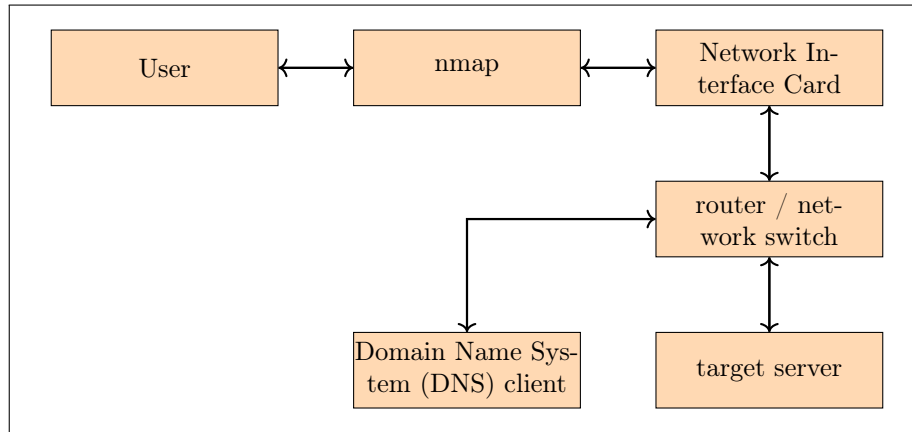 User
nmap
Network In-
terface Card
router / net-
work switch
Domain Name Sys-
tem (DNS) client
target server